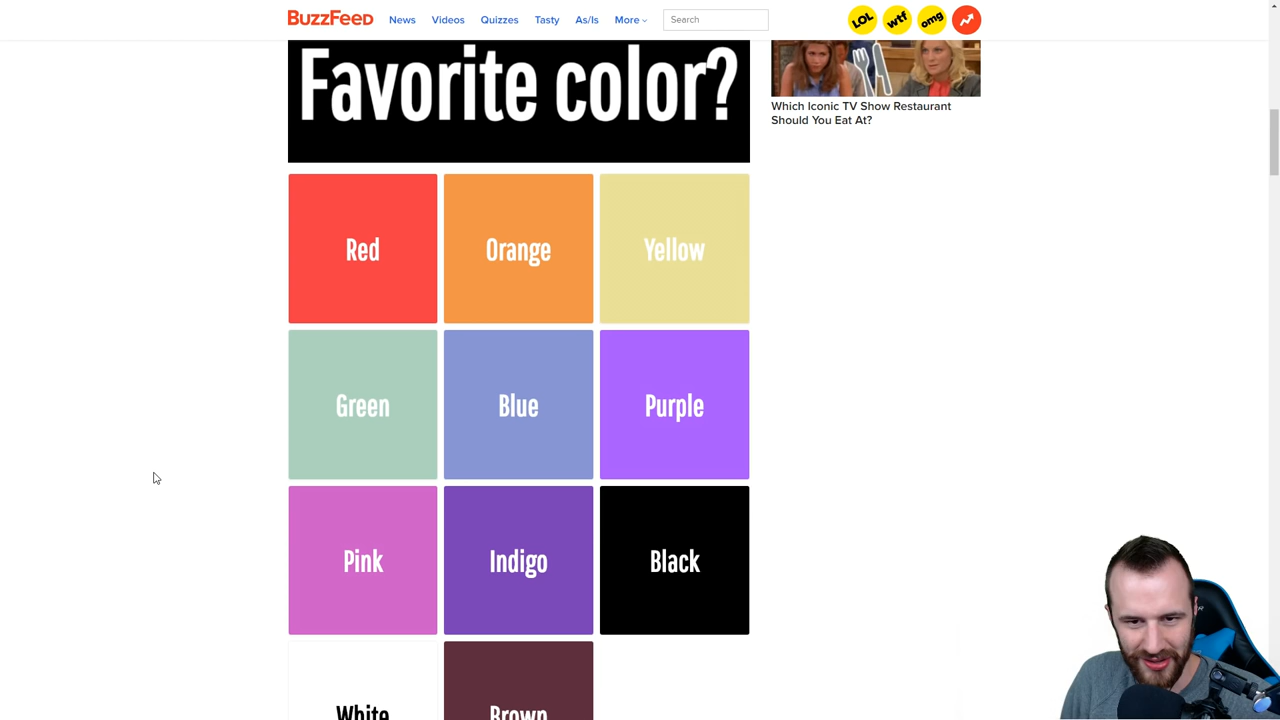 BuzzFeed News Videos Quizzes Tasty As/Is More Search LOL wtf omg
Favorite color?
Which Iconic TV Show Restaurant
Should You Eat At?
Red Orange Yellow
Green Blue Purple
Pink Indigo Black
White Brown